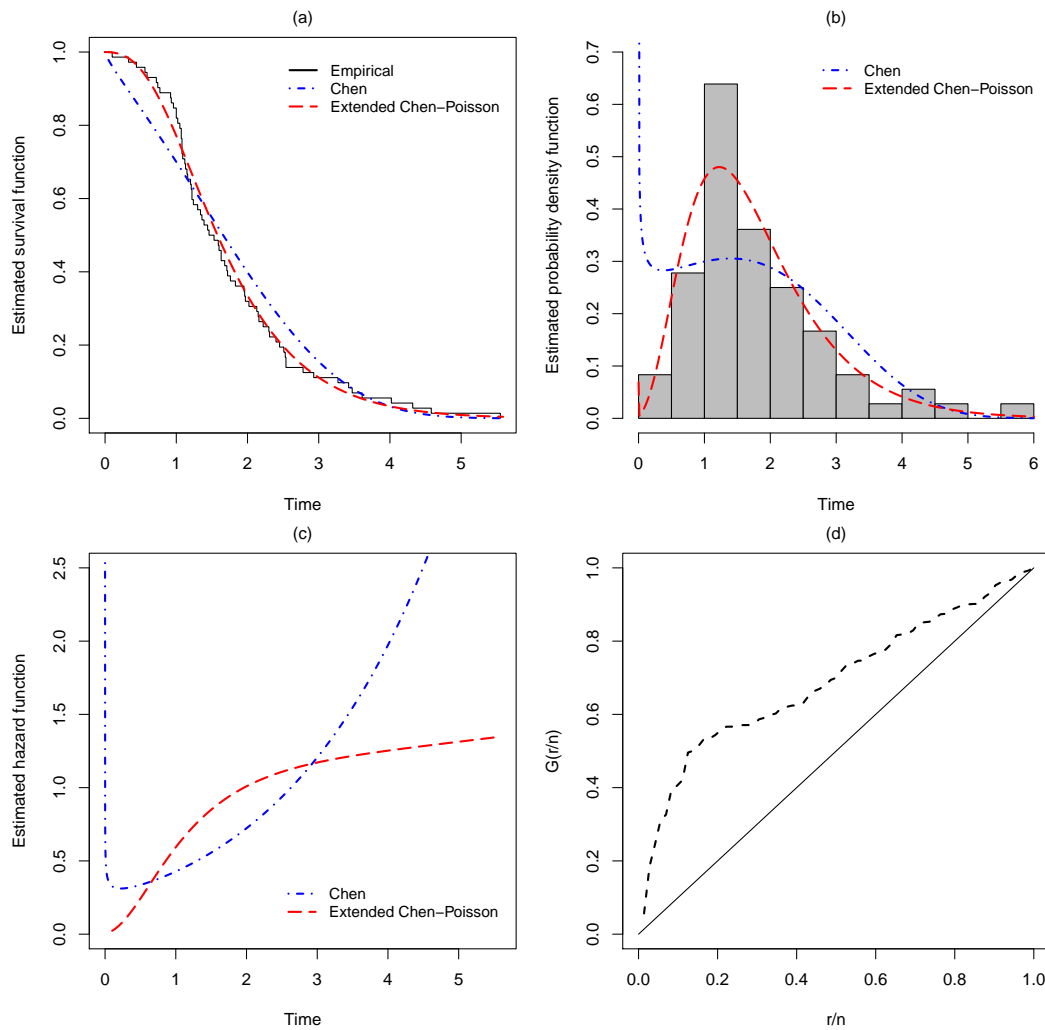 (a)
Estimated survival function
1.0
0.8
0.6
0.4
0.2
0.0
Empirical
Chen
Extended Chen−Poisson
0 1 2 3 4 5
Time
(b)
Estimated probability density function
0.7
0.6
0.5
0.4
0.3
0.2
0.1
0.0
Chen
Extended Chen−Poisson
0 1 2 3 4 5 6
Time
(c)
Estimated hazard function
2.5
2.0
1.5
1.0
0.5
0.0
Chen
Extended Chen−Poisson
0 1 2 3 4 5
Time
(d)
G(r/n)
1.0
0.8
0.6
0.4
0.2
0.0
0.0 0.2 0.4 0.6 0.8 1.0
r/n